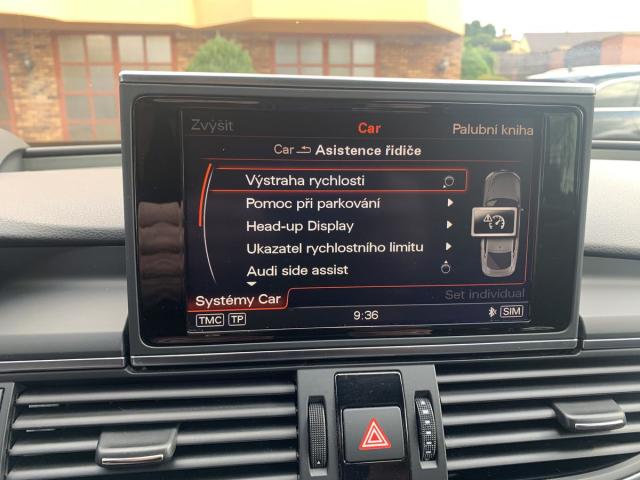 Zvýšit Car Palubní kniha
Car Asistence řidiče
Výstraha rychlosti
Pomoc při parkování
Head-up Display
Ukazatel rychlostního limitu
Audi side assist
Systémy Car Set individual
TMC TP 9:36 SIM